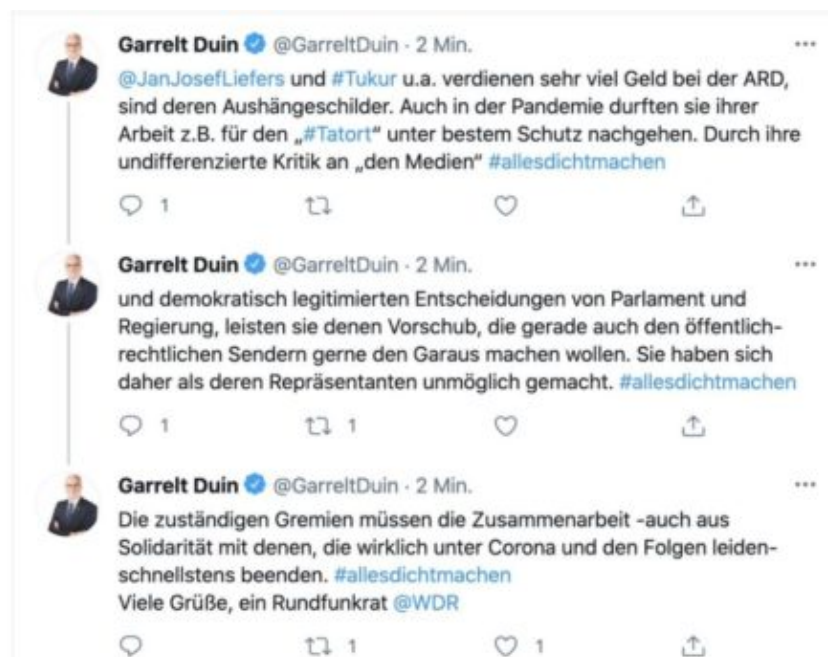 Garrelt Duin @GarreltDuin · 2 Min.
@JanJosefLiefers und #Tukur u.a. verdienen sehr viel Geld bei der ARD,
sind deren Aushängeschilder. Auch in der Pandemie durften sie ihrer
Arbeit z.B. für den „#Tatort“ unter bestem Schutz nachgehen. Durch ihre
undifferenzierte Kritik an „den Medien“ #allesdichtmachen
1
Garrelt Duin @GarreltDuin · 2 Min.
und demokratisch legitimierten Entscheidungen von Parlament und
Regierung, leisten sie denen Vorschub, die gerade auch den öffentlich-
rechtlichen Sendern gerne den Garaus machen wollen. Sie haben sich
daher als deren Repräsentanten unmöglich gemacht. #allesdichtmachen
1 1
Garrelt Duin @GarreltDuin · 2 Min.
Die zuständigen Gremien müssen die Zusammenarbeit -auch aus
Solidarität mit denen, die wirklich unter Corona und den Folgen leiden-
schnellstens beenden. #allesdichtmachen
Viele Grüße, ein Rundfunkrat @WDR
1 1